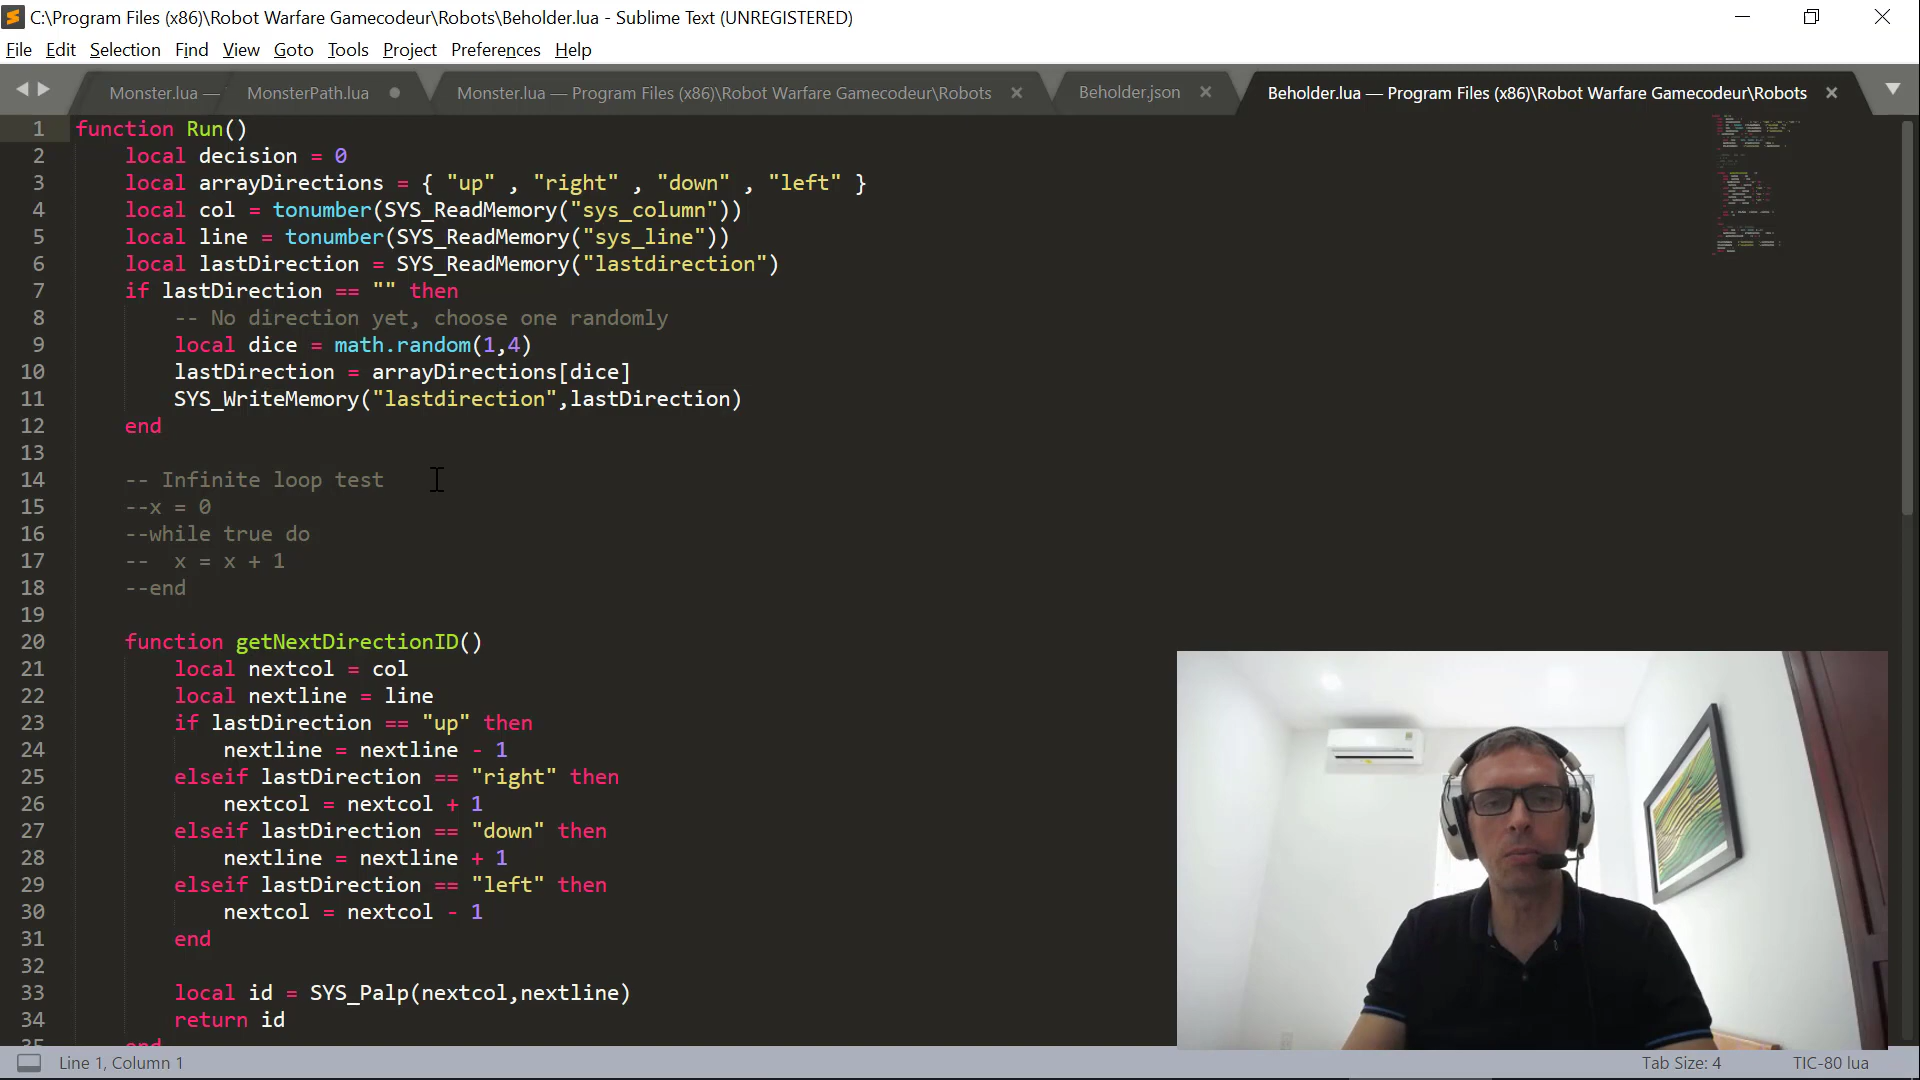 C:\Program Files (x86)\Robot Warfare Gamecodeur\Robots\Beholder.lua - Sublime Text (UNREGISTERED)
File Edit Selection Find View Goto Tools Project Preferences Help
Monster.lua — MonsterPath.lua Monster.lua — Program Files (x86)\Robot Warfare Gamecodeur\Robots Beholder.json Beholder.lua — Program Files (x86)\Robot Warfare Gamecodeur\Robots
1 function Run()
2 local decision = 0
3 local arrayDirections = { "up" , "right" , "down" , "left" }
4 local col = tonumber(SYS_ReadMemory("sys_column"))
5 local line = tonumber(SYS_ReadMemory("sys_line"))
6 local lastDirection = SYS_ReadMemory("lastdirection")
7 if lastDirection == "" then
8 -- No direction yet, choose one randomly
9 local dice = math.random(1,4)
10 lastDirection = arrayDirections[dice]
11 SYS_WriteMemory("lastdirection",lastDirection)
12 end
13
14 -- Infinite loop test
15 --x = 0
16 --while true do
17 -- x = x + 1
18 --end
19
20 function getNextDirectionID()
21 local nextcol = col
22 local nextline = line
23 if lastDirection == "up" then
24 nextline = nextline - 1
25 elseif lastDirection == "right" then
26 nextcol = nextcol + 1
27 elseif lastDirection == "down" then
28 nextline = nextline + 1
29 elseif lastDirection == "left" then
30 nextcol = nextcol - 1
31 end
32
33 local id = SYS_Palp(nextcol,nextline)
34 return id
35 end
Line 1, Column 1 Tab Size: 4 TIC-80 lua